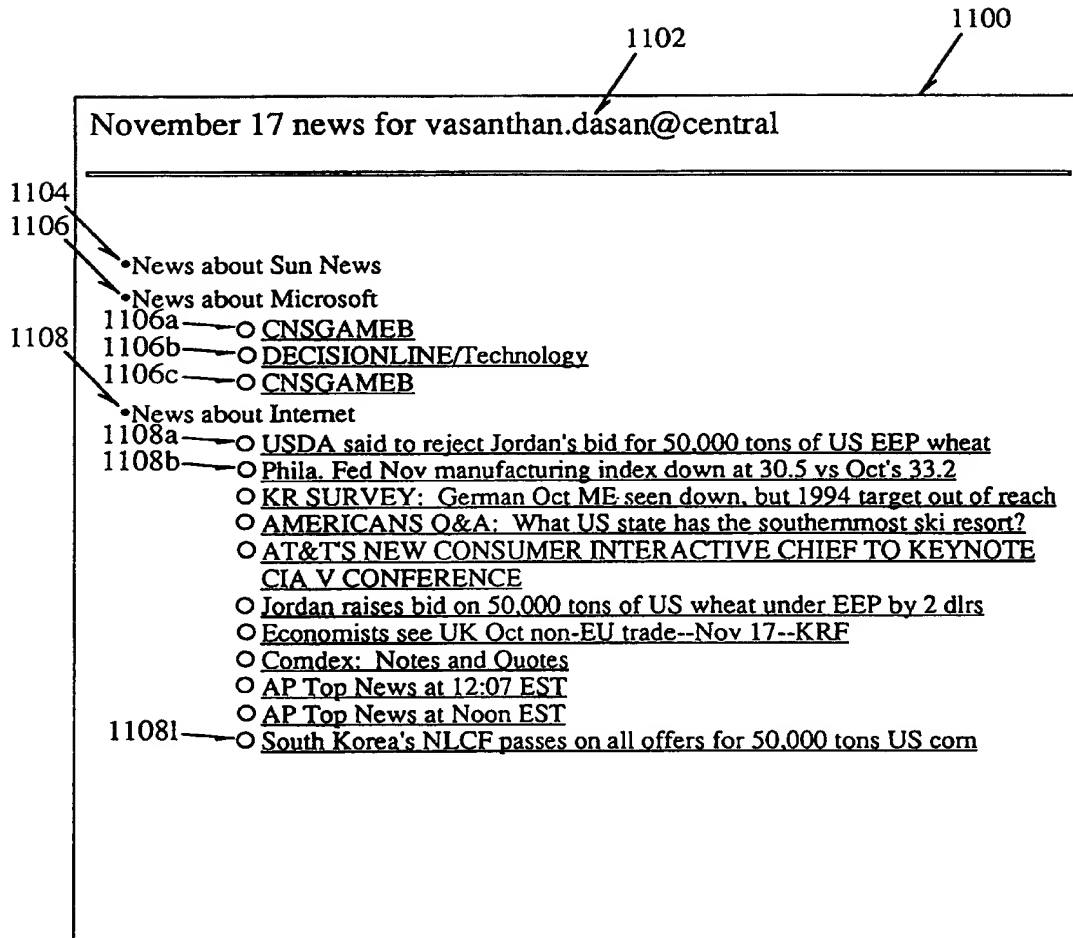 1100
1102
November 17 news for vasanthan.dasan@central
1104
1106
•News about Sun News
•News about Microsoft
1106a
O CNSGAMEB
1108
1106b
O DECISIONLINE/Technology
1106c
O CNSGAMEB
•News about Internet
1108a
O USDA said to reject Jordan's bid for 50,000 tons of US EEP wheat
1108b
O Phila. Fed Nov manufacturing index down at 30.5 vs Oct's 33.2
O KR SURVEY: German Oct ME seen down, but 1994 target out of reach
O AMERICANS Q&A: What US state has the southernmost ski resort?
O AT&T'S NEW CONSUMER INTERACTIVE CHIEF TO KEYNOTE
CIA V CONFERENCE
O Jordan raises bid on 50,000 tons of US wheat under EEP by 2 dlrs
O Economists see UK Oct non-EU trade--Nov 17--KRF
O Comdex: Notes and Quotes
O AP Top News at 12:07 EST
O AP Top News at Noon EST
1108l
O South Korea's NLCF passes on all offers for 50,000 tons US corn